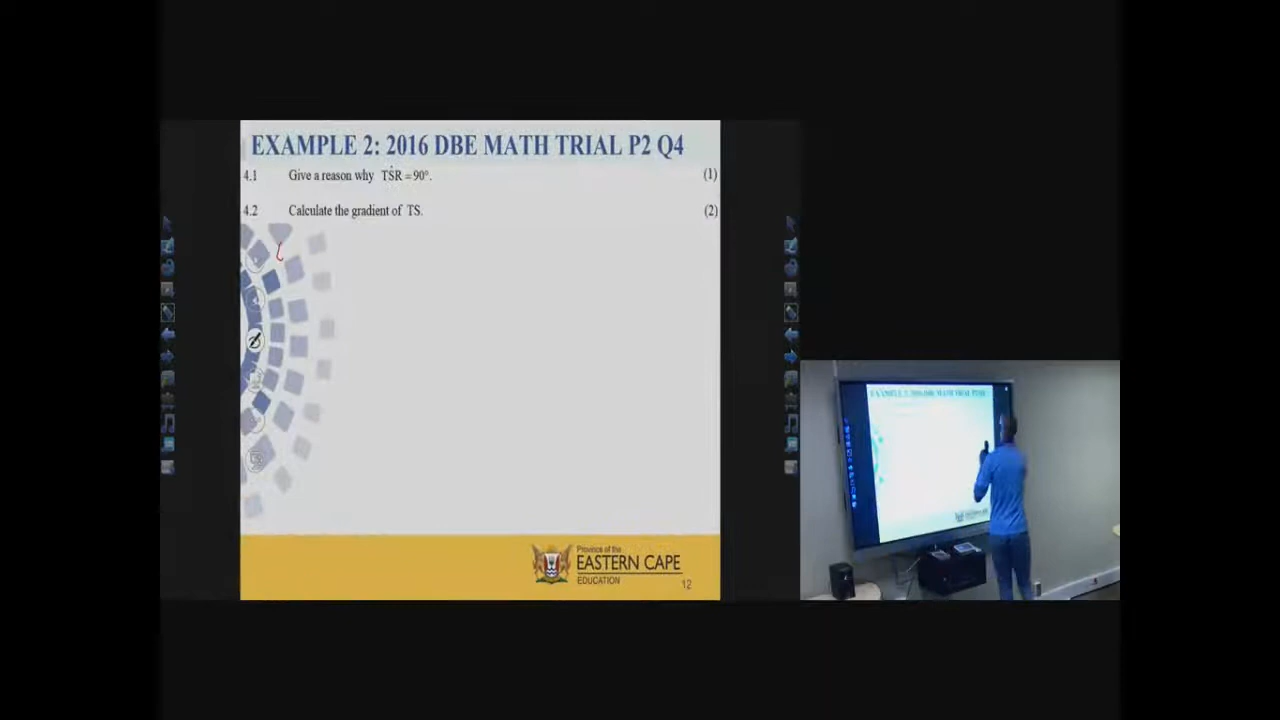 EXAMPLE 2: 2016 DBE MATH TRIAL P2 Q4
4.1 Give a reason why TŜR = 90°. (1)
4.2 Calculate the gradient of TS. (2)
Province of the
EASTERN CAPE
EDUCATION
12